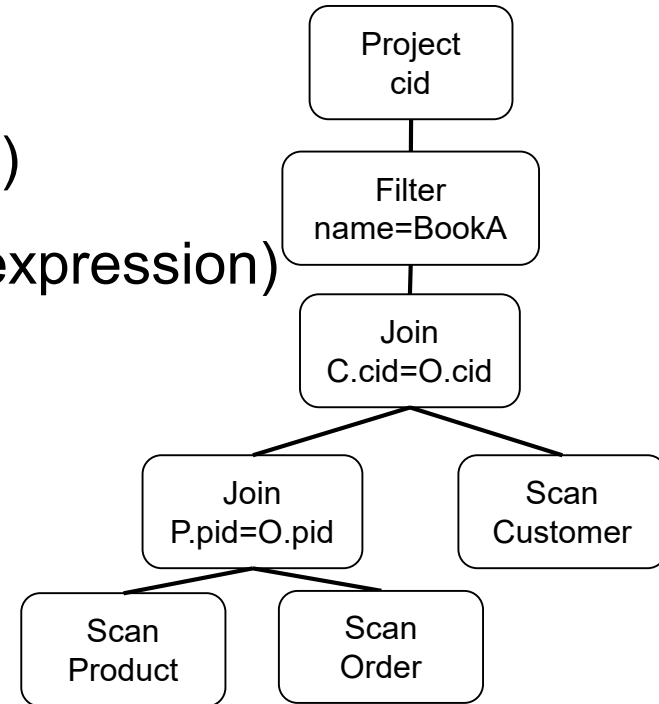 Project
cid
)
Filter
name=BookA
expression)
Join
C.cid=O.cid
Join
P.pid=O.pid
Scan
Customer
Scan
Product
Scan
Order